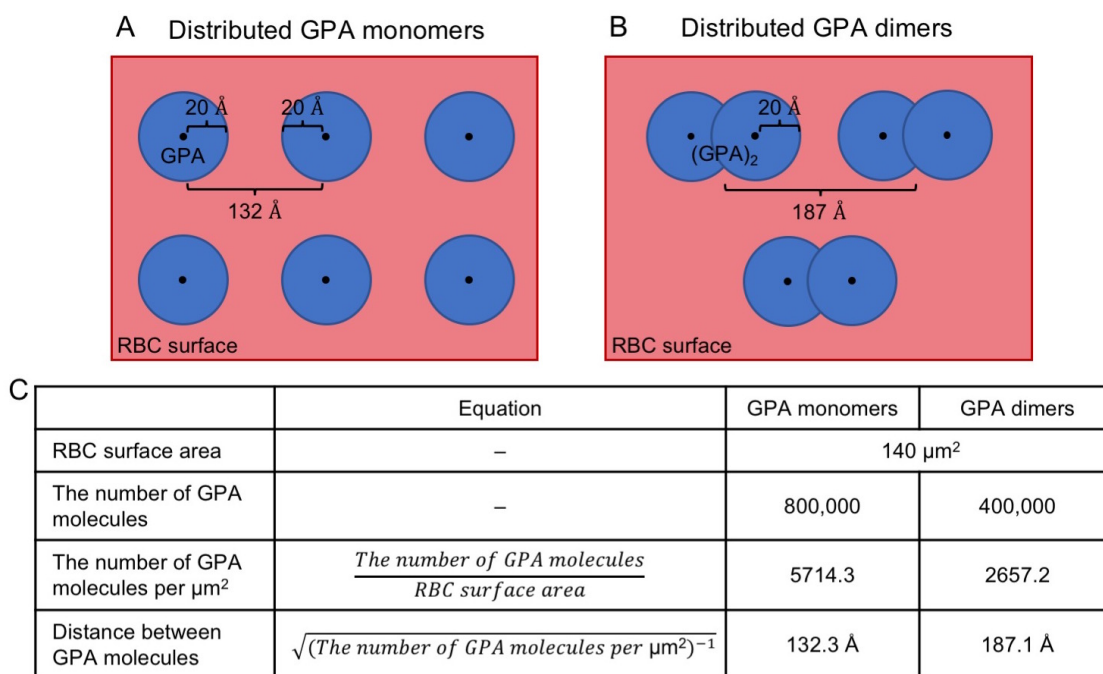 A Distributed GPA monomers
20 Å 20 Å
GPA
132 Å
RBC surface
B Distributed GPA dimers
20 Å
(GPA)₂
187 Å
RBC surface
C
Equation GPA monomers GPA dimers
RBC surface area – 140 µm²
The number of GPA
molecules – 800,000 400,000
The number of GPA
molecules per µm² The number of GPA molecules / RBC surface area 5714.3 2657.2
Distance between
GPA molecules √(The number of GPA molecules per µm²)⁻¹ 132.3 Å 187.1 Å